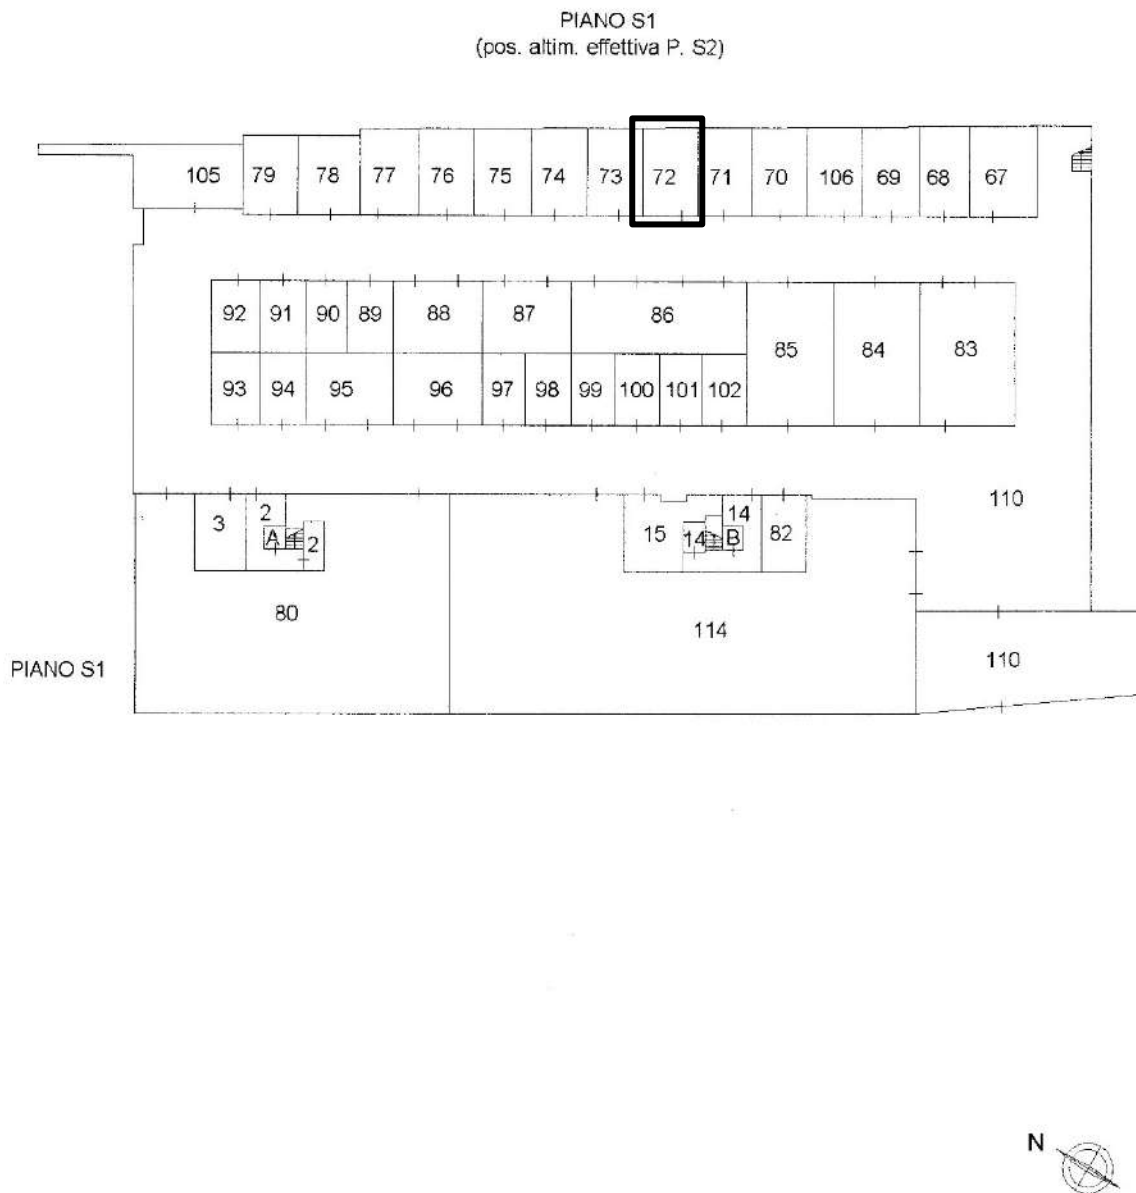 PIANO S1
(pos. altim. effettiva P. S2)
105 79 78 77 76 75 74 73 72 71 70 106 69 68 67
92 91 90 89 88 87 86
85 84 83
93 94 95 96 97 98 99 100 101 102
110
3 2 A 2 15 14 14 B 82
80
114
PIANO S1
110
N